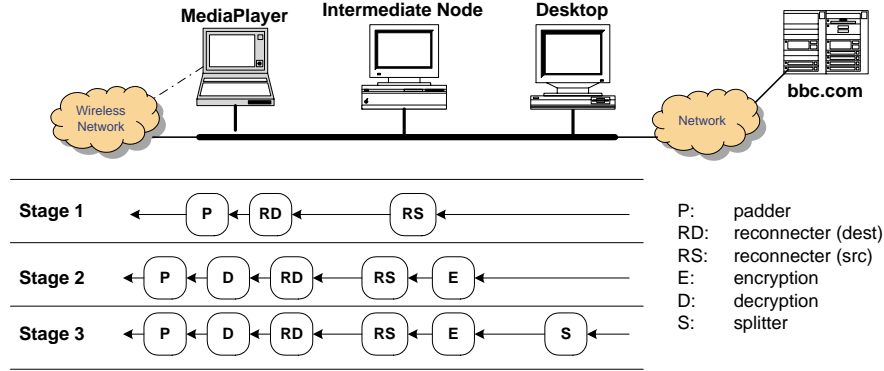 MediaPlayer
Intermediate Node
Desktop
bbc.com
Wireless
Network
Network
Stage 1
P
RD
RS
Stage 2
P
D
RD
RS
E
Stage 3
P
D
RD
RS
E
S
P: padder
RD: reconnecter (dest)
RS: reconnecter (src)
E: encryption
D: decryption
S: splitter